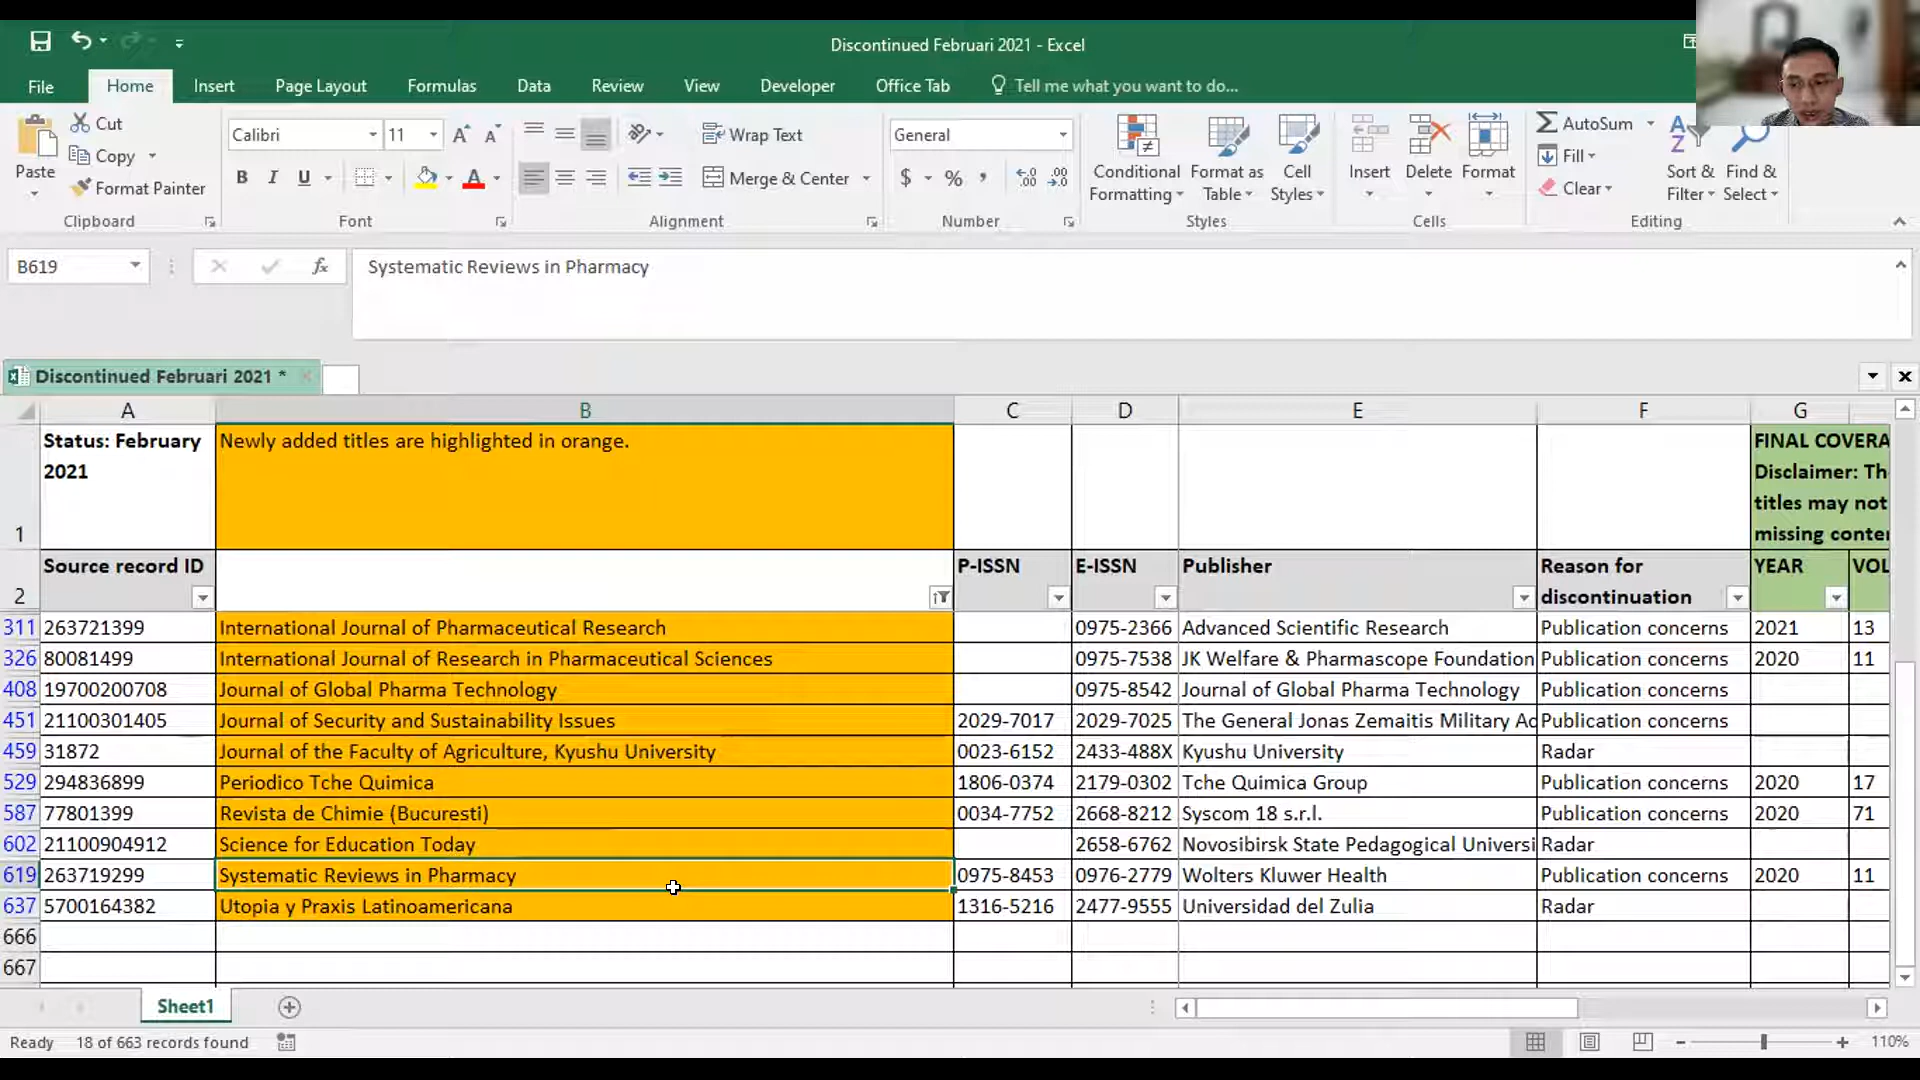 Discontinued Februari 2021 - Excel
File Home Insert Page Layout Formulas Data Review View Developer Office Tab Tell me what you want to do...
Paste
Cut
Copy
Format Painter
Clipboard
Calibri 11
B I U
Font
Wrap Text
Merge & Center
Alignment
General
$ % ,
Number
Conditional Formatting
Format as Table
Cell Styles
Styles
Insert Delete Format
Cells
AutoSum
Fill
Clear
Sort & Filter
Find & Select
Editing
B619 fx Systematic Reviews in Pharmacy
Discontinued Februari 2021 *
A B C D E F G
1 Status: February 2021 Newly added titles are highlighted in orange. FINAL COVERA
Disclaimer: Th
titles may not
missing conte
2 Source record ID P-ISSN E-ISSN Publisher Reason for discontinuation YEAR VOL
311 263721399 International Journal of Pharmaceutical Research 0975-2366 Advanced Scientific Research Publication concerns 2021 13
326 80081499 International Journal of Research in Pharmaceutical Sciences 0975-7538 JK Welfare & Pharmascope Foundation Publication concerns 2020 11
408 19700200708 Journal of Global Pharma Technology 0975-8542 Journal of Global Pharma Technology Publication concerns
451 21100301405 Journal of Security and Sustainability Issues 2029-7017 2029-7025 The General Jonas Zemaitis Military Ac Publication concerns
459 31872 Journal of the Faculty of Agriculture, Kyushu University 0023-6152 2433-488X Kyushu University Radar
529 294836899 Periodico Tche Quimica 1806-0374 2179-0302 Tche Quimica Group Publication concerns 2020 17
587 77801399 Revista de Chimie (Bucuresti) 0034-7752 2668-8212 Syscom 18 s.r.l. Publication concerns 2020 71
602 21100904912 Science for Education Today 2658-6762 Novosibirsk State Pedagogical Universi Radar
619 263719299 Systematic Reviews in Pharmacy 0975-8453 0976-2779 Wolters Kluwer Health Publication concerns 2020 11
637 5700164382 Utopia y Praxis Latinoamericana 1316-5216 2477-9555 Universidad del Zulia Radar
666
667
Sheet1
Ready 18 of 663 records found 110%